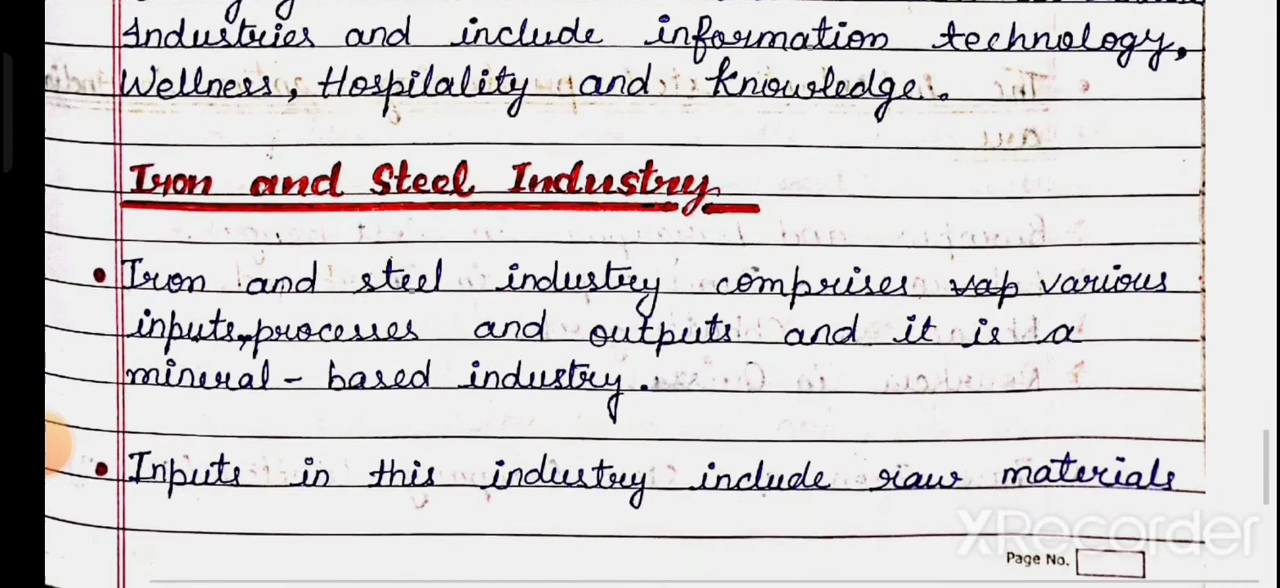 Industries and include information technology,
Wellness, Hospilality and knowledge.
Iron and Steel Industry
• Iron and steel industry comprises vap various
inputs, processes and outputs and it is a
mineral-based industry.
• Inputs in this industry include raw materials
XRecorder
Page No.